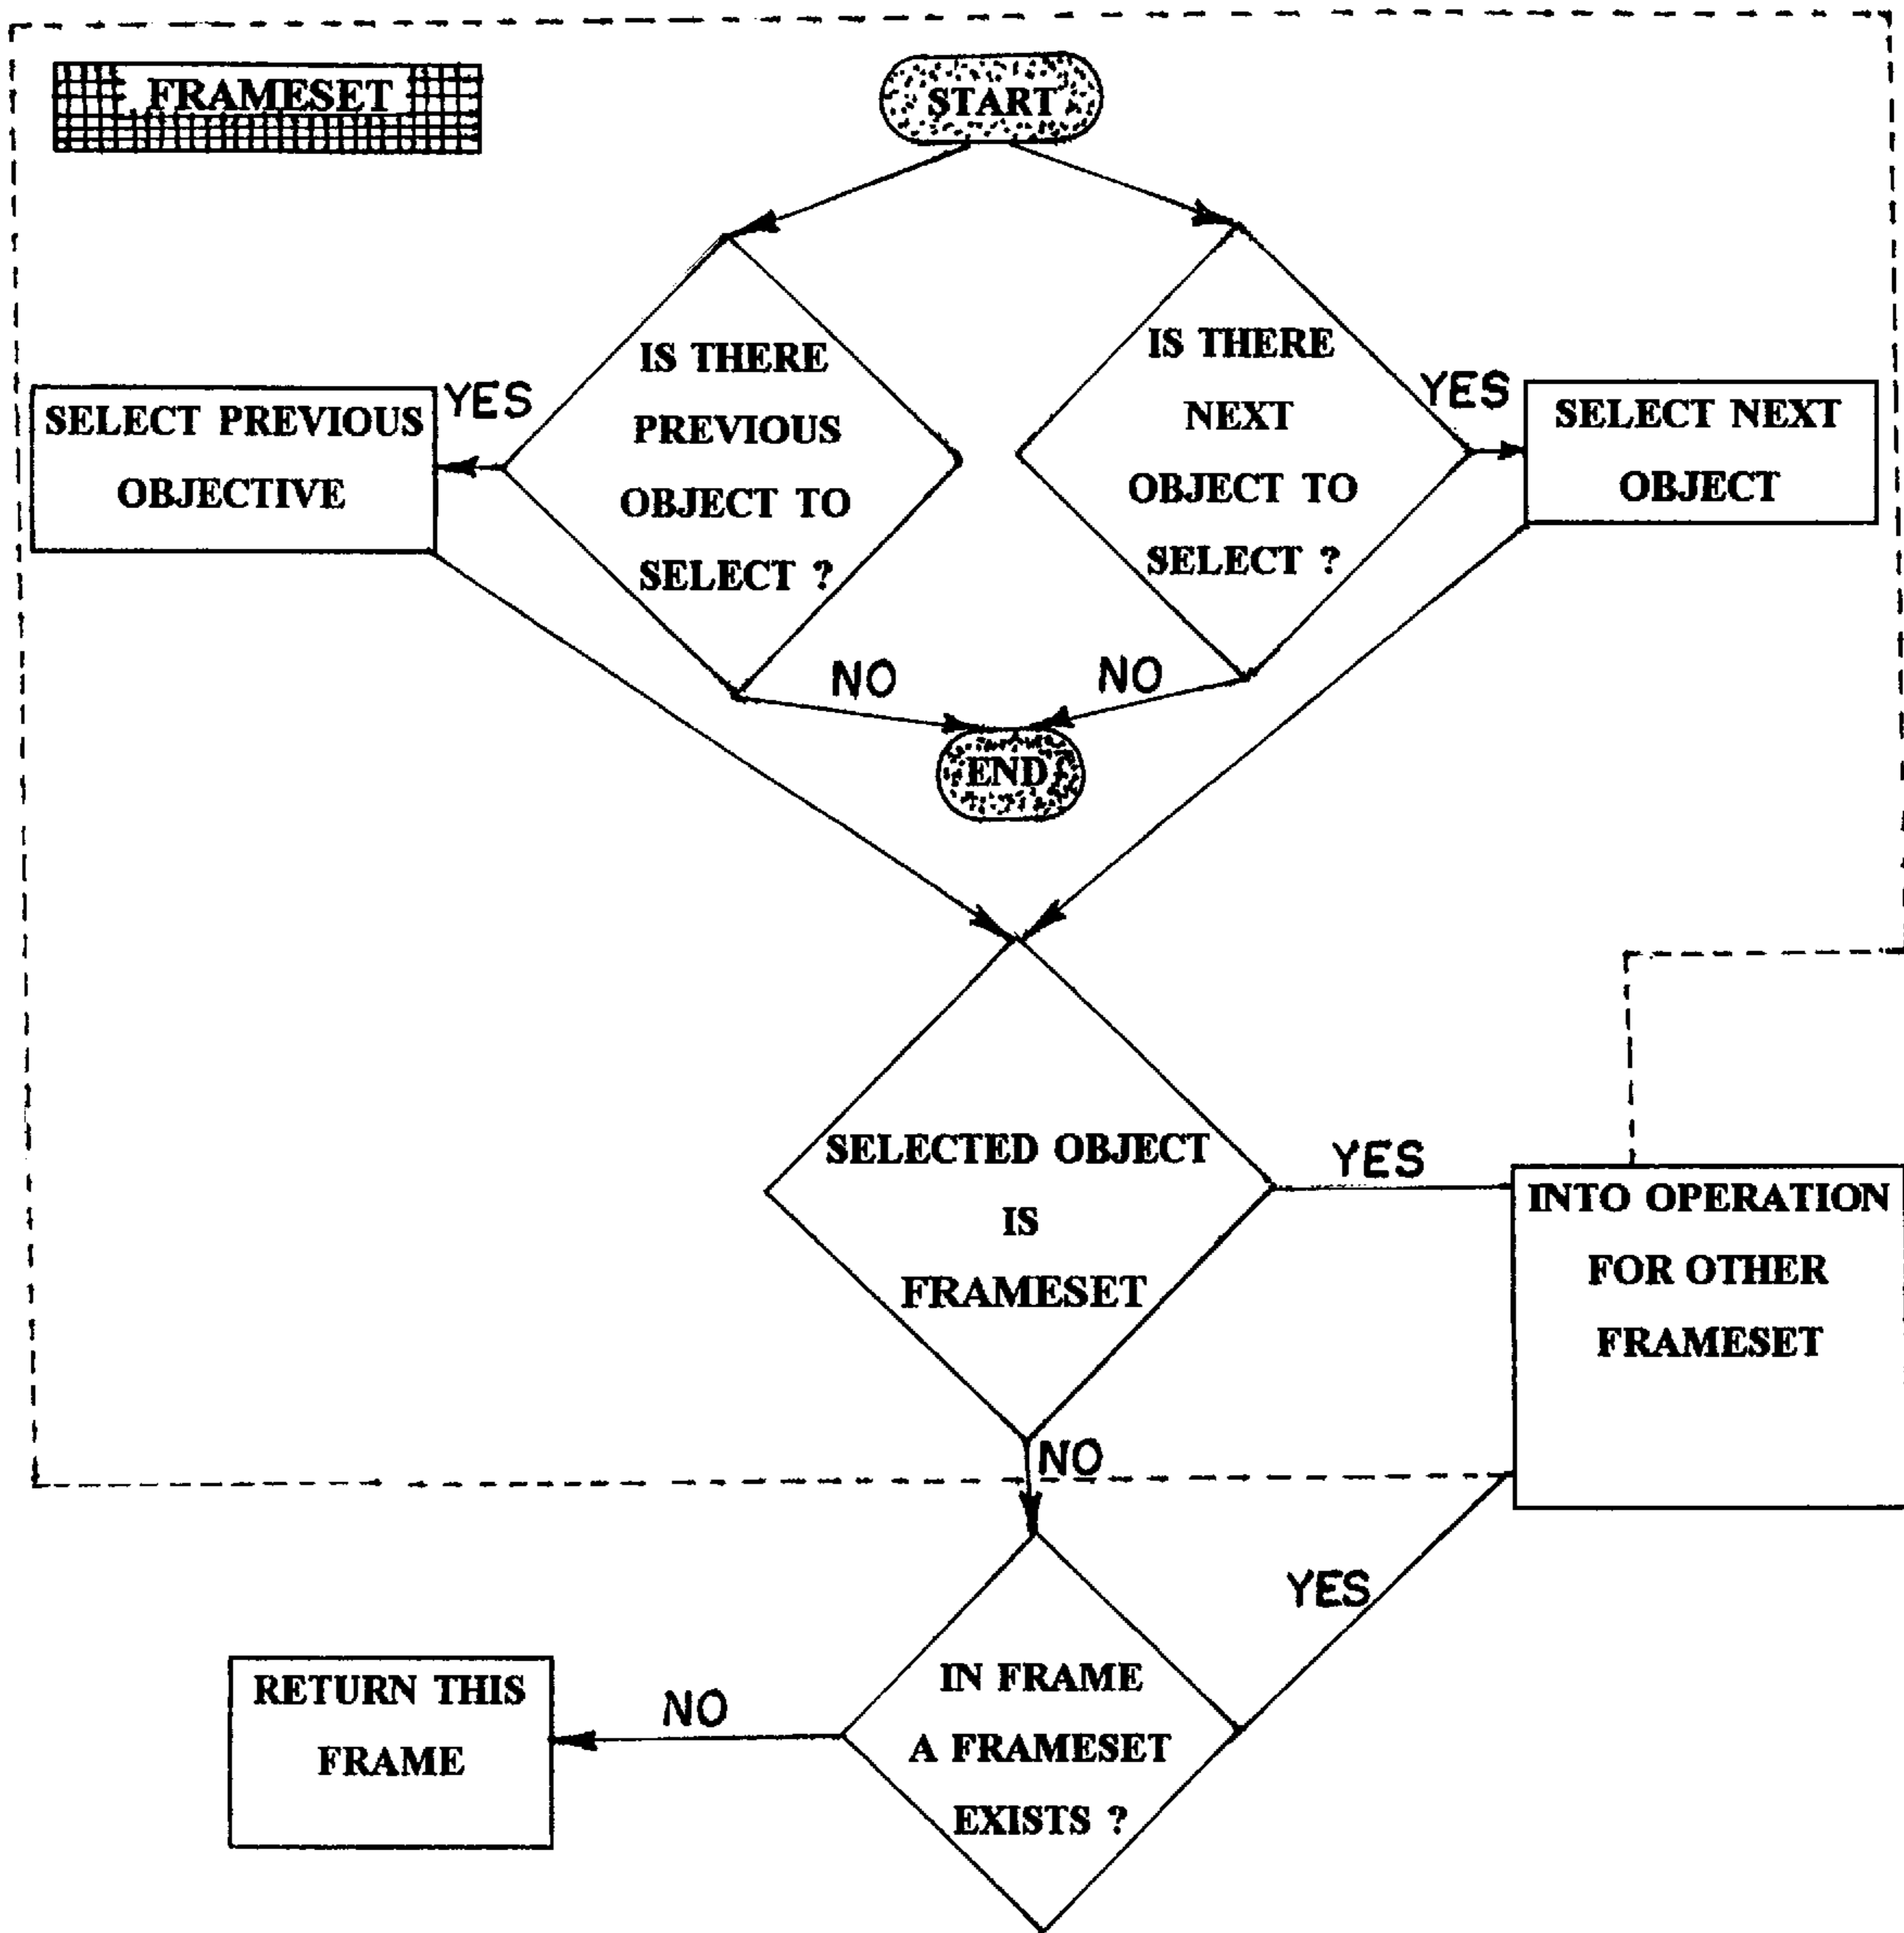 FRAMESET
START
IS THERE
PREVIOUS
OBJECT TO
SELECT ?
IS THERE
NEXT
OBJECT TO
SELECT ?
YES
SELECT PREVIOUS
OBJECTIVE
YES
SELECT NEXT
OBJECT
NO
NO
END
SELECTED OBJECT
IS
FRAMESET
YES
INTO OPERATION
FOR OTHER
FRAMESET
NO
IN FRAME
A FRAMESET
EXISTS ?
YES
NO
RETURN THIS
FRAME